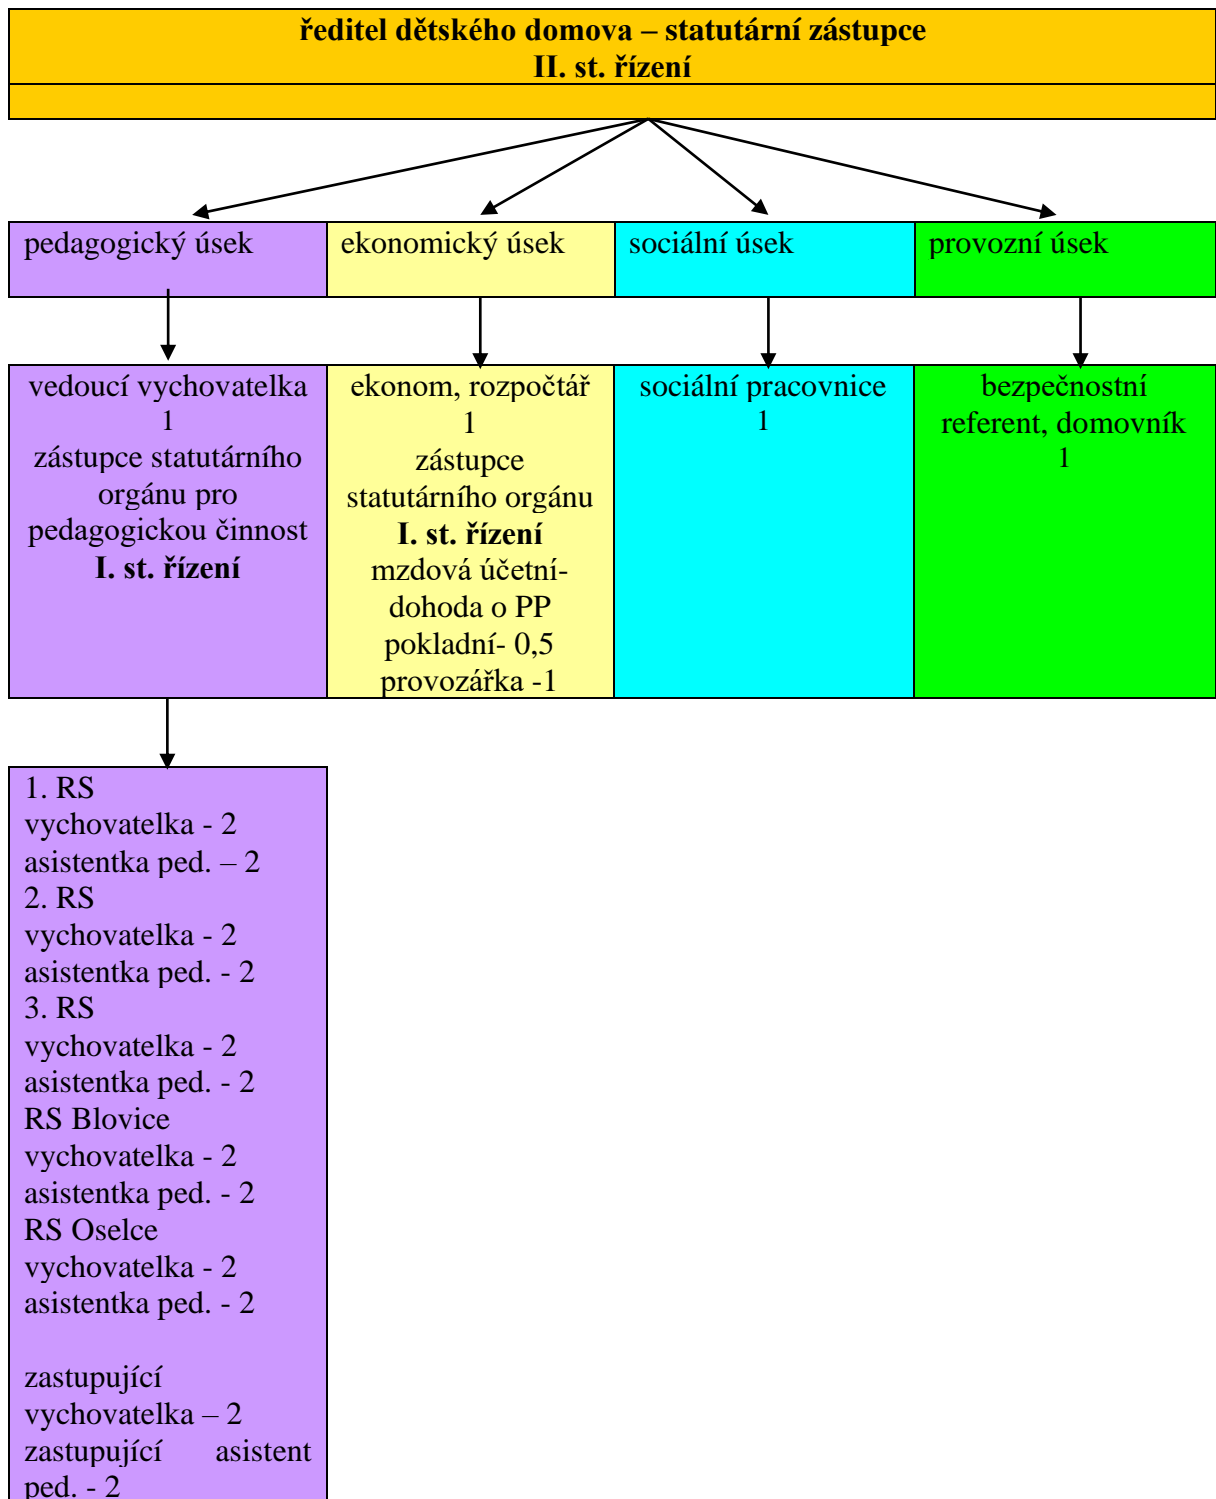 ředitel dětského domova – statutární zástupce
II. st. řízení
pedagogický úsek
ekonomický úsek
sociální úsek
provozní úsek
vedoucí vychovatelka
1
zástupce statutárního
orgánu pro
pedagogickou činnost
I. st. řízení
ekonom, rozpočtář
1
zástupce
statutárního orgánu
I. st. řízení
mzdová účetní-
dohoda o PP
pokladní- 0,5
provozářka -1
sociální pracovnice
1
bezpečnostní
referent, domovník
1
1. RS
vychovatelka - 2
asistentka ped. – 2
2. RS
vychovatelka - 2
asistentka ped. - 2
3. RS
vychovatelka - 2
asistentka ped. - 2
RS Blovice
vychovatelka - 2
asistentka ped. - 2
RS Oselce
vychovatelka - 2
asistentka ped. - 2
zastupující
vychovatelka – 2
zastupující asistent
ped. - 2